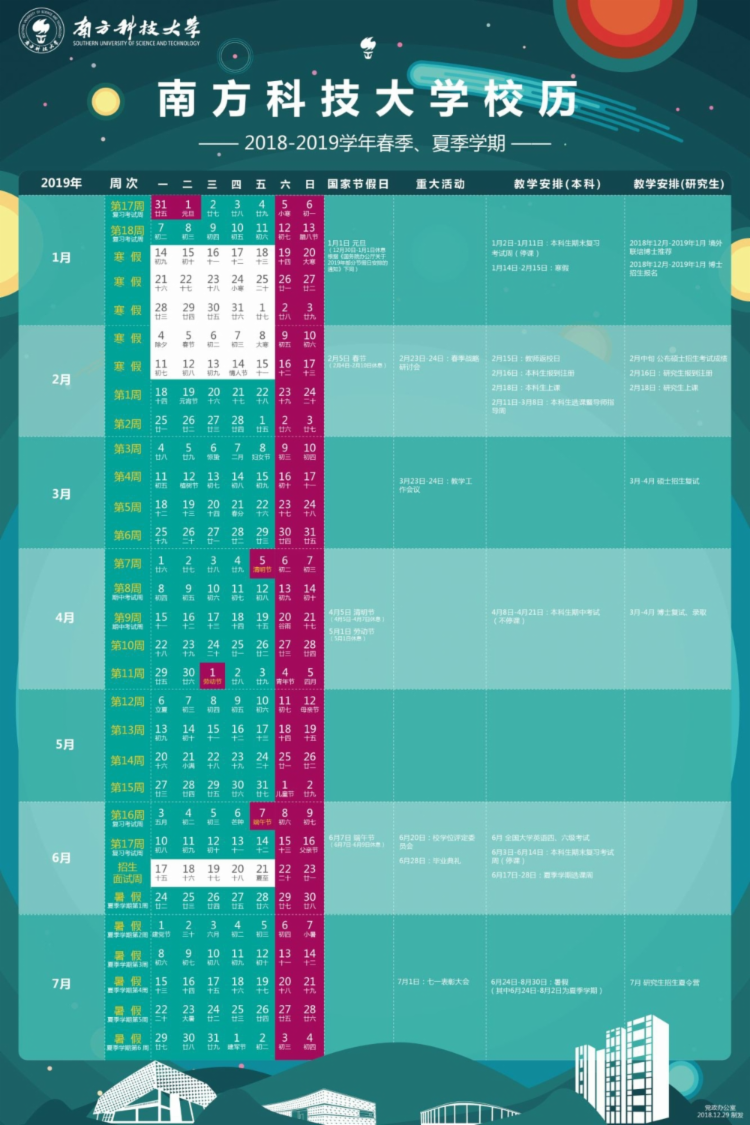 南方科技大学
SOUTHERN UNIVERSITY OF SCIENCE AND TECHNOLOGY
南方科技大学校历
2018-2019学年春季、夏季学期
2019年 周次 一 二 三 四 五 六 日 国家节假日 重大活动 教学安排(本科) 教学安排(研究生)
1月
第17周 31 1 2 3 4 5 6
复习考试周 廿五 元旦 廿七 廿八 廿九 小寒 初一
第18周 7 8 9 10 11 12 13
复习考试周 初二 初三 初四 初五 初六 初七 腊八节
寒假 14 15 16 17 18 19 20
初九 初十 十一 十二 十三 十四 大寒
寒假 21 22 23 24 25 26 27
十六 十七 十八 小寒 二十 廿一 廿二
寒假 28 29 30 31 1 2 3
廿三 廿四 廿五 廿六 廿七 廿八 廿九
1月1日 元旦
1月2日-1月11日：本科生期末复习
考试周（停课）
1月14日-2月15日：寒假
2018年12月-2019年1月 境外
联培博士推荐
2018年12月-2019年1月 博士
招生报名
2月
寒假 4 5 6 7 8 9 10
除夕 春节 初二 初三 大寒 初五 初六
寒假 11 12 13 14 15 16 17
初七 初八 初九 情人节 十一 十二 十三
第1周 18 19 20 21 22 23 24
十四 元宵节 十六 十七 十八 十九 二十
第2周 25 26 27 28 1 2 3
廿一 廿二 廿三 廿四 廿五 廿六 廿七
2月5日 春节
（2月4日-2月10日休息）
2月23日-24日：春季战略
研讨会
2月15日：教师返校日
2月16日：本科生报到注册
2月18日：本科生上课
2月11日-3月8日：本科生选课暨导师指
导周
2月中旬 公布硕士招生考试成绩
2月16日：研究生报到注册
2月18日：研究生上课
3月
第3周 4 5 6 7 8 9 10
廿八 廿九 惊蛰 二月 妇女节 初三 初四
第4周 11 12 13 14 15 16 17
初五 植树节 初七 初八 初九 初十 十一
第5周 18 19 20 21 22 23 24
十二 十三 十四 春分 十六 十七 十八
第6周 25 26 27 28 29 30 31
十九 二十 廿一 廿二 廿三 廿四 廿五
3月23日-24日：教学工
作会议
3月-4月 硕士招生复试
4月
第7周 1 2 3 4 5 6 7
廿六 廿七 廿八 廿九 清明节 初二 初三
第8周 8 9 10 11 12 13 14
期中考试周 初四 初五 初六 初七 初八 初九 初十
第9周 15 16 17 18 19 20 21
期中考试周 十一 十二 十三 十四 十五 谷雨 十七
第10周 22 23 24 25 26 27 28
十八 十九 二十 廿一 廿二 廿三 廿四
第11周 29 30 1 2 3 4 5
廿五 廿六 劳动节 廿八 廿九 青年节 四月
4月5日 清明节
（4月5日-4月7日休息）
5月1日 劳动节
（5月1日休息）
4月8日-4月21日：本科生期中考试
（不停课）
3月-4月 博士复试、录取
5月
第12周 6 7 8 9 10 11 12
立夏 初三 初四 初五 初六 初七 母亲节
第13周 13 14 15 16 17 18 19
初九 初十 十一 十二 十三 十四 十五
第14周 20 21 22 23 24 25 26
十六 小满 十八 十九 二十 廿一 廿二
第15周 27 28 29 30 31 1 2
廿三 廿四 廿五 廿六 廿七 儿童节 廿九
6月
第16周 3 4 5 6 7 8 9
复习考试周 五月 初二 初三 芒种 端午节 初六 初七
第17周 10 11 12 13 14 15 16
复习考试周 初八 初九 初十 十一 十二 十三 父亲节
招生 17 18 19 20 21 22 23
面试周 十五 十六 十七 十八 夏至 二十 廿一
暑假 24 25 26 27 28 29 30
夏季学期第1周 廿二 廿三 廿四 廿五 廿六 廿七 廿八
6月7日 端午节
（6月7日-6月9日休息）
6月20日：校学位评定委
员会
6月28日：毕业典礼
6月 全国大学英语四、六级考试
6月3日-6月14日：本科生期末复习考试
周（停课）
6月17日-28日：夏季学期选课周
7月
暑假 1 2 3 4 5 6 7
夏季学期第2周 建党节 三十 六月 初二 初三 初四 小暑
暑假 8 9 10 11 12 13 14
夏季学期第3周 初六 初七 初八 初九 初十 十一 十二
暑假 15 16 17 18 19 20 21
夏季学期第4周 十三 十四 十五 十六 十七 十八 十九
暑假 22 23 24 25 26 27 28
夏季学期第5周 二十 大暑 廿二 廿三 廿四 廿五 廿六
暑假 29 30 31 1 2 3 4
夏季学期第6周 廿七 廿八 廿九 建军节 初二 初三 初四
7月1日：七一表彰大会
6月24日-8月30日：暑假
（其中6月24日-8月2日为夏季学期）
7月 研究生招生夏令营
党政办公室
2018.12.29 制发